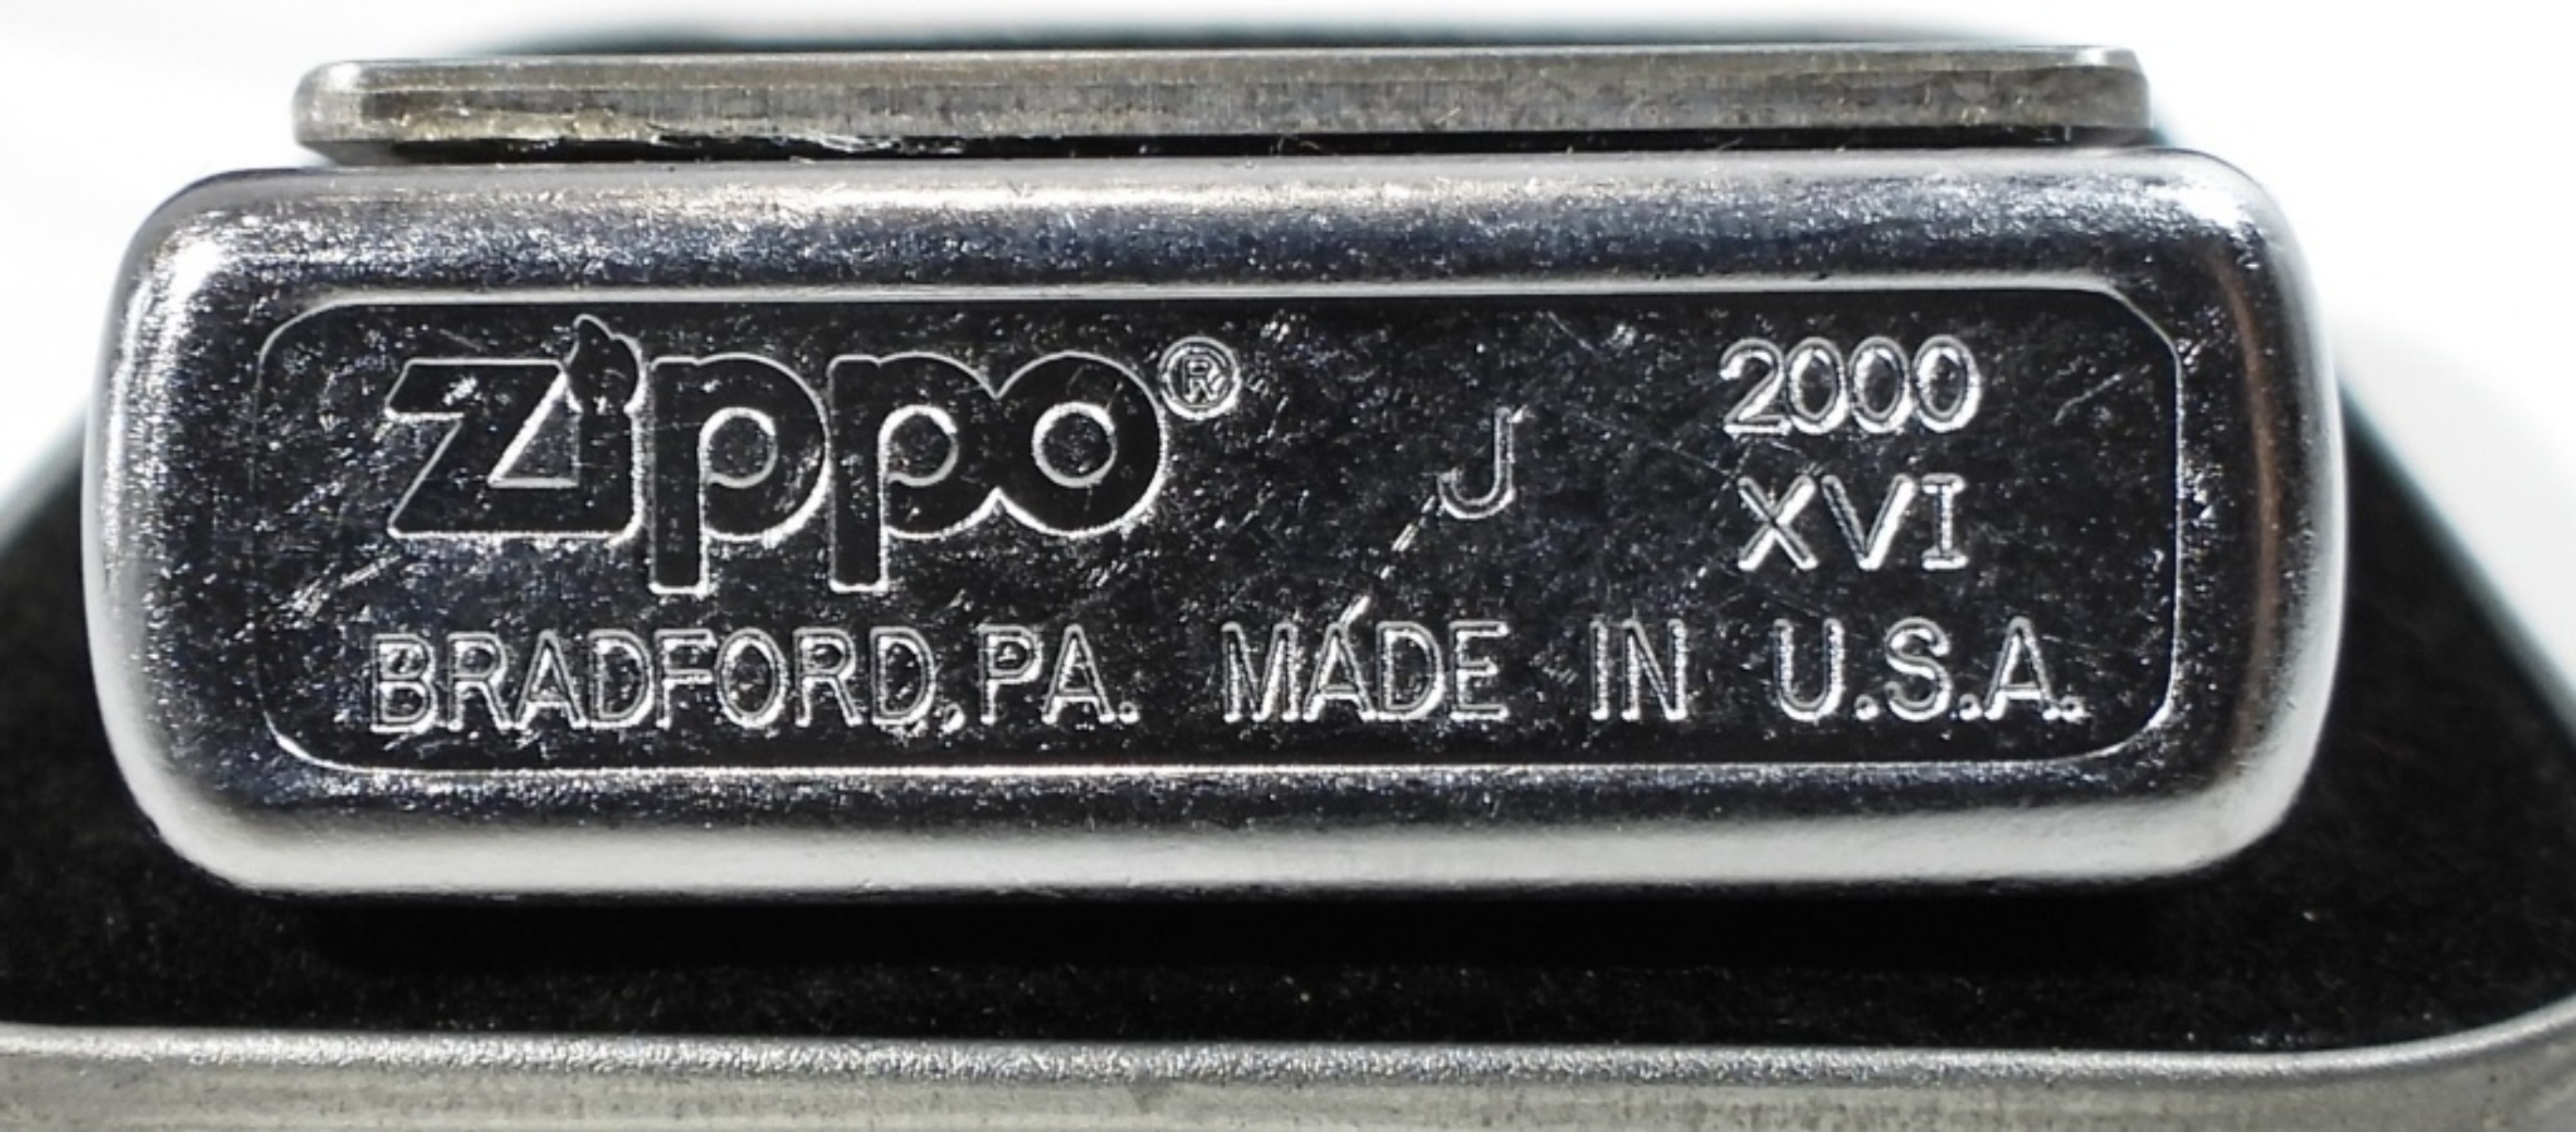 Zippo® J 2000
XVI
BRADFORD,PA. MADE IN U.S.A.